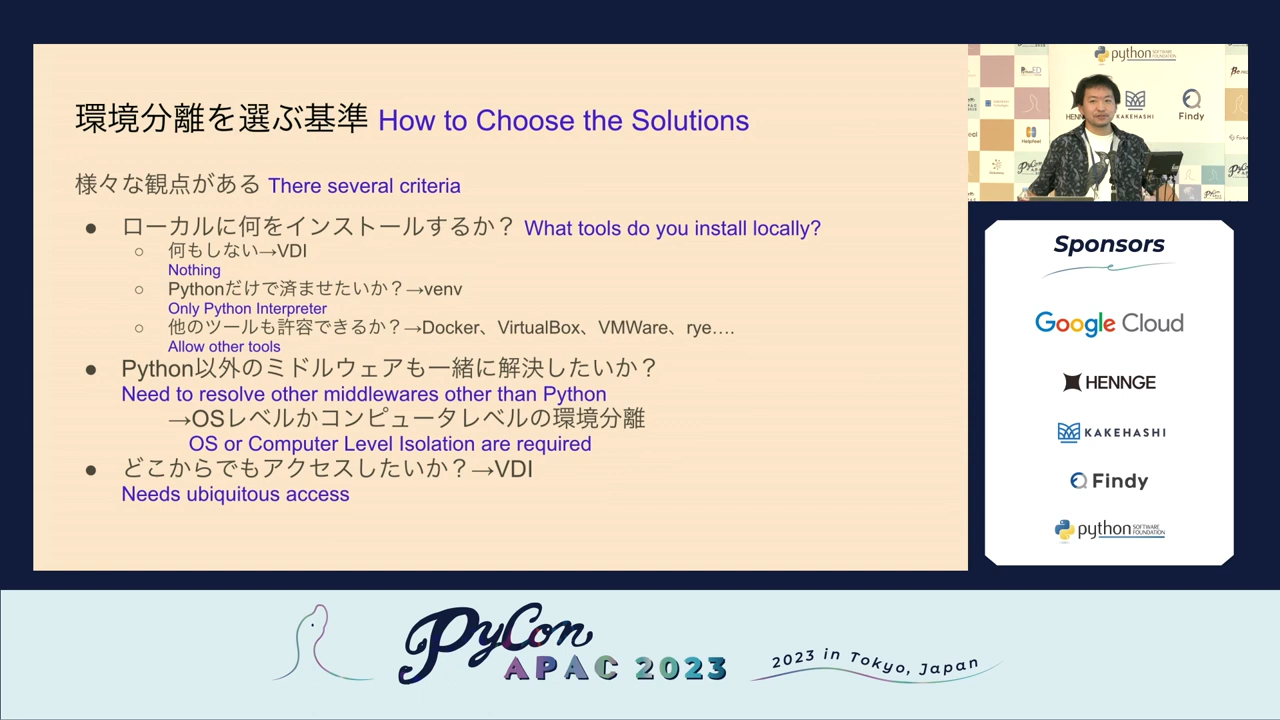 環境分離を選ぶ基準 How to Choose the Solutions
様々な観点がある There several criteria
● ローカルに何をインストールするか？ What tools do you install locally?
○ 何もしない→VDI
Nothing
○ Pythonだけで済ませたいか？→venv
Only Python Interpreter
○ 他のツールも許容できるか？→Docker、VirtualBox、VMWare、rye….
Allow other tools
● Python以外のミドルウェアも一緒に解決したいか？
Need to resolve other middlewares other than Python
→OSレベルかコンピュータレベルの環境分離
OS or Computer Level Isolation are required
● どこからでもアクセスしたいか？→VDI
Needs ubiquitous access
python
KAKEHASHI
Findy
Helpfeel
PyCon
Sponsors
Google Cloud
HENNGE
KAKEHASHI
Findy
python SOFTWARE FOUNDATION
PyCon
APAC 2023
2023 in Tokyo, Japan